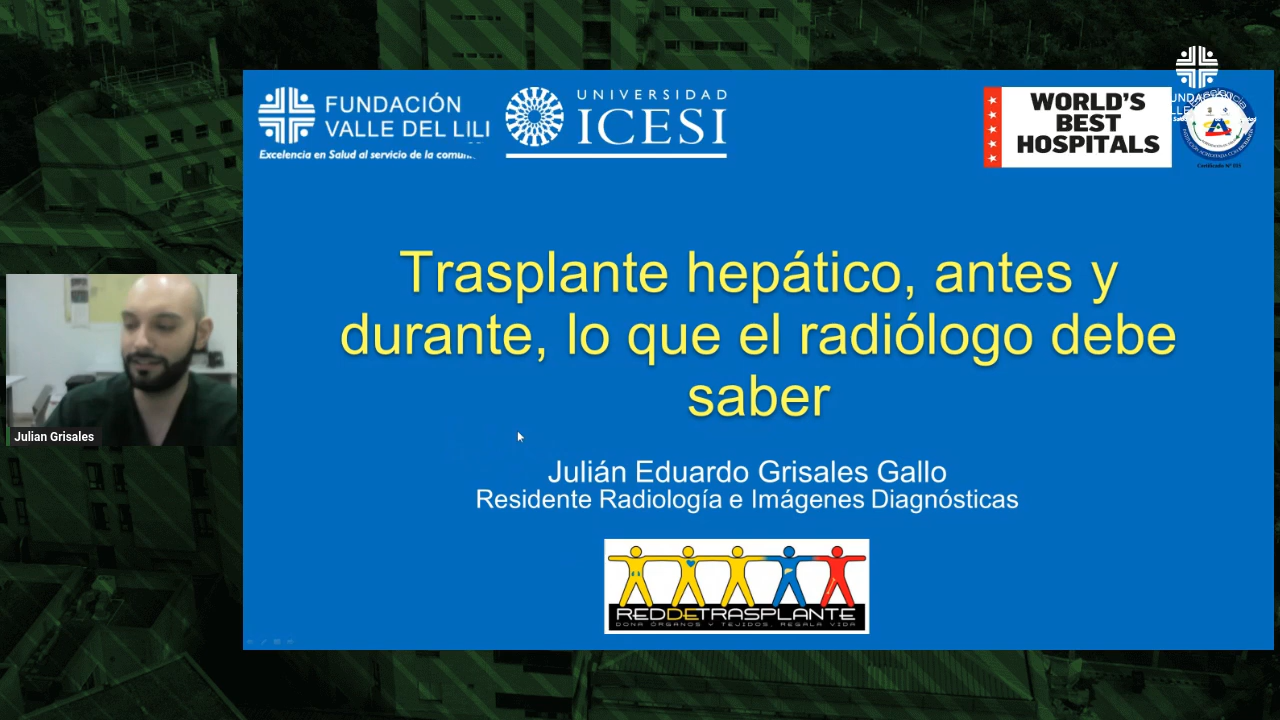 FUNDACIÓN
VALLE DEL LILI
Excelencia en Salud al servicio de la
UNIVERSIDAD
ICESI
WORLD'S
BEST
HOSPITALS
Trasplante hepático, antes y
durante, lo que el radiólogo debe
saber
Julian Grisales
Julián Eduardo Grisales Gallo
Residente Radiología e Imágenes Diagnósticas
REDDETRASPLANTE
DONA ÓRGANOS Y TEJIDOS, REGALA VIDA